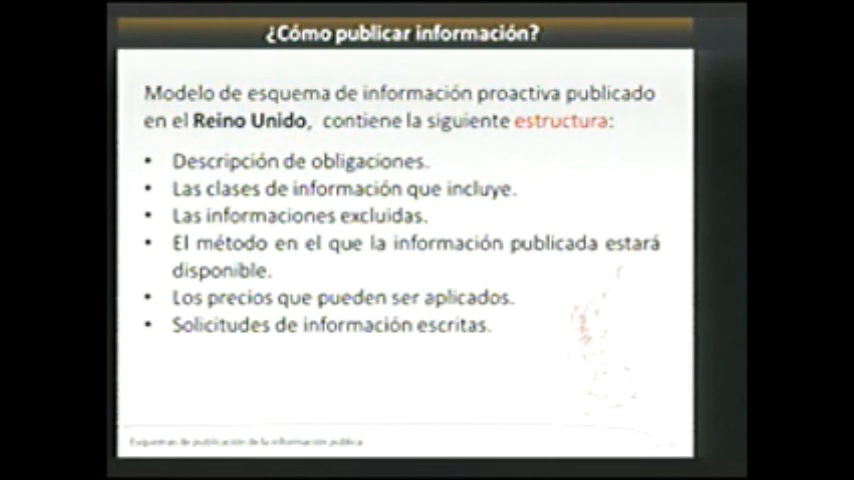 ¿Cómo publicar información?
Modelo de esquema de información proactiva publicado
en el Reino Unido, contiene la siguiente estructura:
• Descripción de obligaciones.
• Las clases de información que incluye.
• Las informaciones excluidas.
• El método en el que la información publicada estará
disponible.
• Los precios que pueden ser aplicados.
• Solicitudes de información escritas.
Esquemas de publicación de la información pública